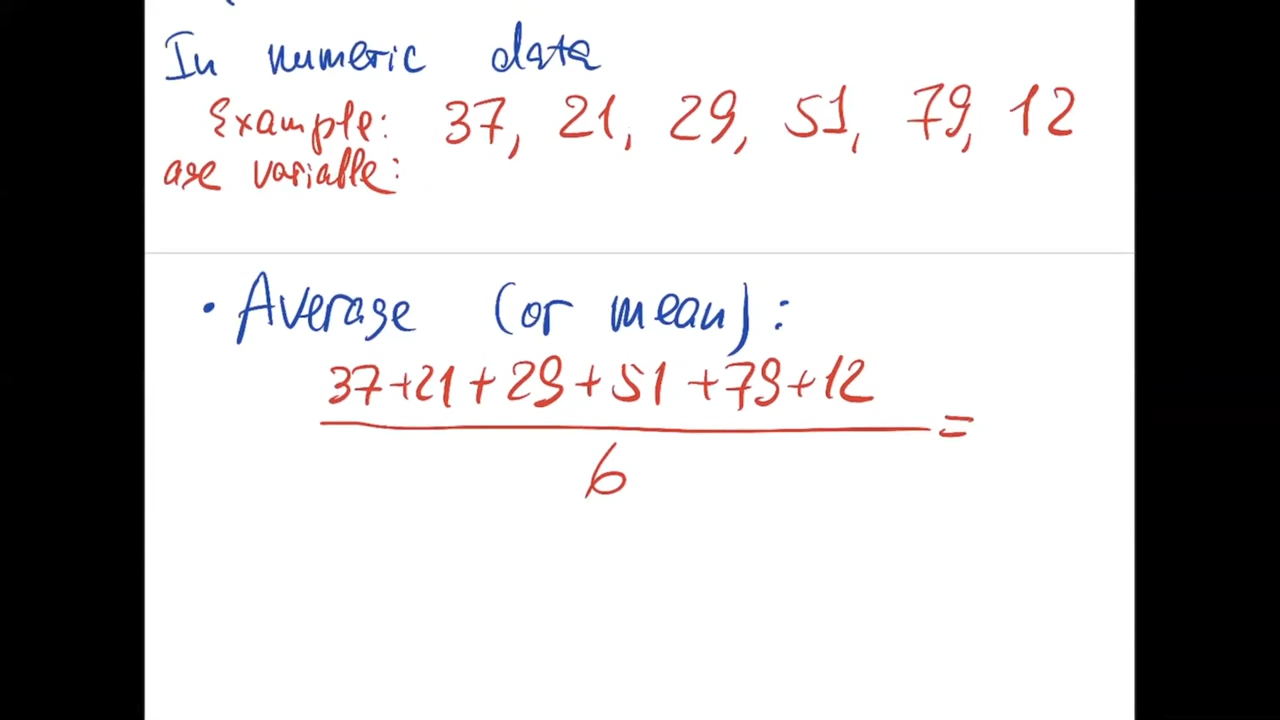 In numeric data
Example: 37, 21, 29, 51, 79, 12
are variable:
• Average (or mean):
37+21+29+51+79+12
=
6